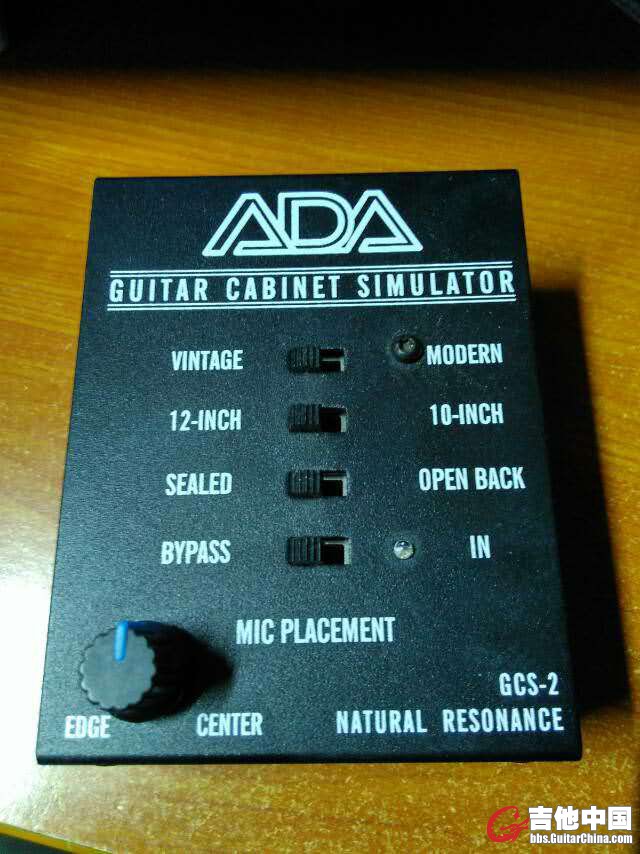 ADA
GUITAR CABINET SIMULATOR
VINTAGE MODERN
12-INCH 10-INCH
SEALED OPEN BACK
BYPASS IN
MIC PLACEMENT
EDGE CENTER
GCS-2
NATURAL RESONANCE
吉他中国
bbs.GuitarChina.com